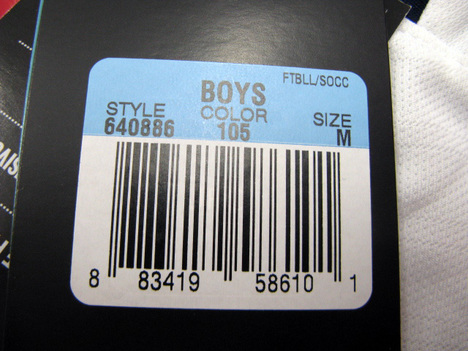 FTBLL/SOCC
BOYS
STYLE COLOR SIZE
640886 105 M
8 83419 58610 1